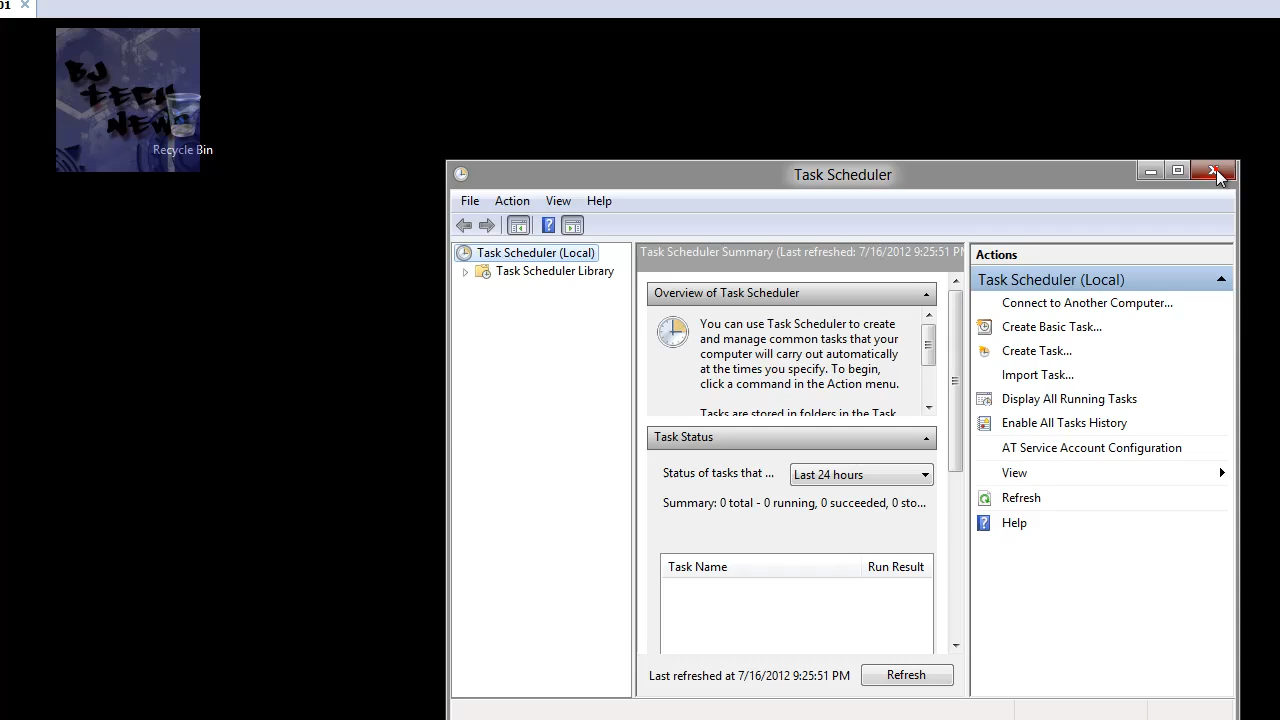 01
BJ
TECH
NEW
Recycle Bin
Task Scheduler
File Action View Help
Task Scheduler (Local)
Task Scheduler Library
Task Scheduler Summary (Last refreshed: 7/16/2012 9:25:51 P
Overview of Task Scheduler
You can use Task Scheduler to create
and manage common tasks that your
computer will carry out automatically
at the times you specify. To begin,
click a command in the Action menu.
Tasks are stored in folders in the Task
Task Status
Status of tasks that ... Last 24 hours
Summary: 0 total - 0 running, 0 succeeded, 0 sto...
Task Name Run Result
Last refreshed at 7/16/2012 9:25:51 PM Refresh
Actions
Task Scheduler (Local)
Connect to Another Computer...
Create Basic Task...
Create Task...
Import Task...
Display All Running Tasks
Enable All Tasks History
AT Service Account Configuration
View
Refresh
Help